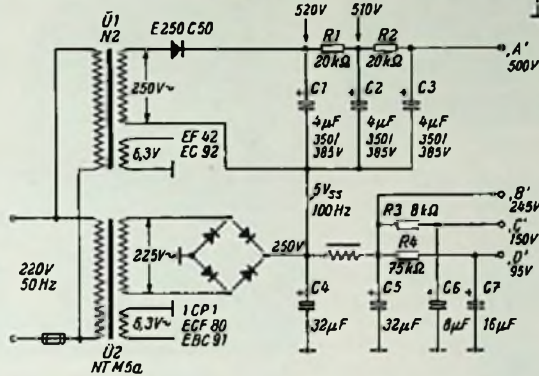 Ü1
N2
E250 C50
520V
510V
R1
20kΩ
R2
20kΩ
'A'
500V
250V~
C1
4µF
350/
385V
C2
4µF
350/
385V
C3
4µF
350/
385V
6,3V~
EF 42
EC 92
5Vss
100Hz
'B'
245V
R3 8kΩ
'C'
150V
R4
75kΩ
'D'
95V
220V
50Hz
225V~
250V
C4
32µF
C5
32µF
C6
8µF
C7
16µF
6,3V~
1CP1
ECF 80
EBC 91
Ü2
NTM5a